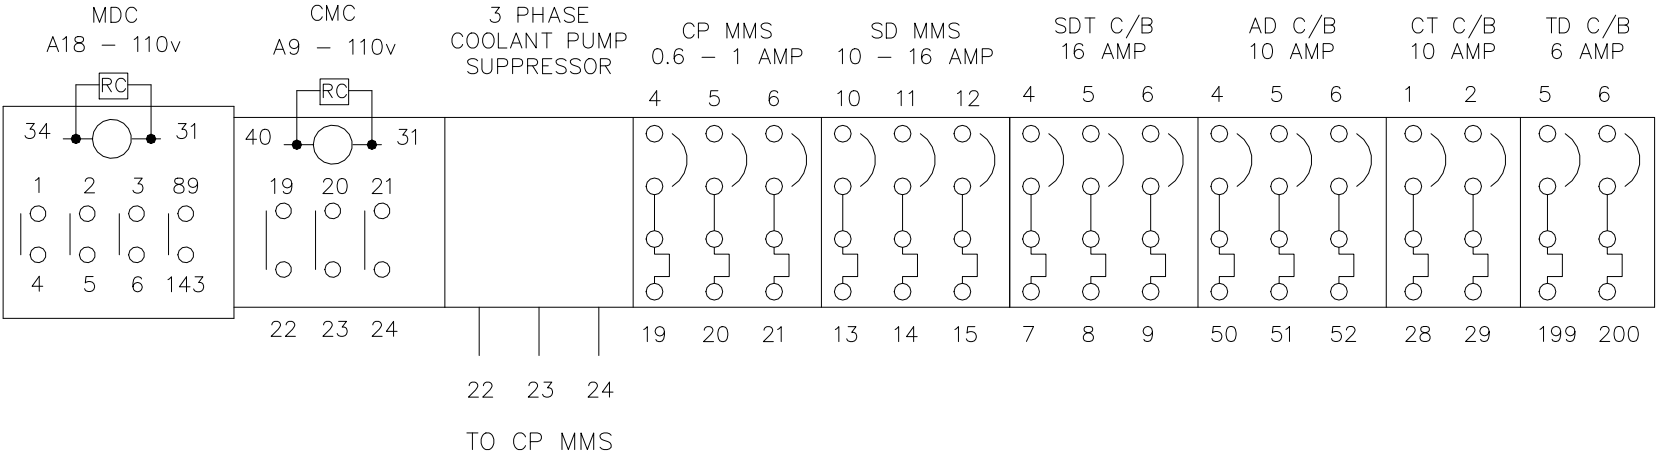 MDC
A18 - 110v
CMC
A9 - 110v
3 PHASE
COOLANT PUMP
SUPPRESSOR
CP MMS
0.6 - 1 AMP
SD MMS
10 - 16 AMP
SDT C/B
16 AMP
AD C/B
10 AMP
CT C/B
10 AMP
TD C/B
6 AMP
RC
RC
4 5 6
10 11 12
4 5 6
4 5 6
1 2
5 6
34 31
40 31
1 2 3 89
19 20 21
4 5 6 143
22 23 24
19 20 21
13 14 15
7 8 9
50 51 52
28 29
199 200
22 23 24
TO CP MMS